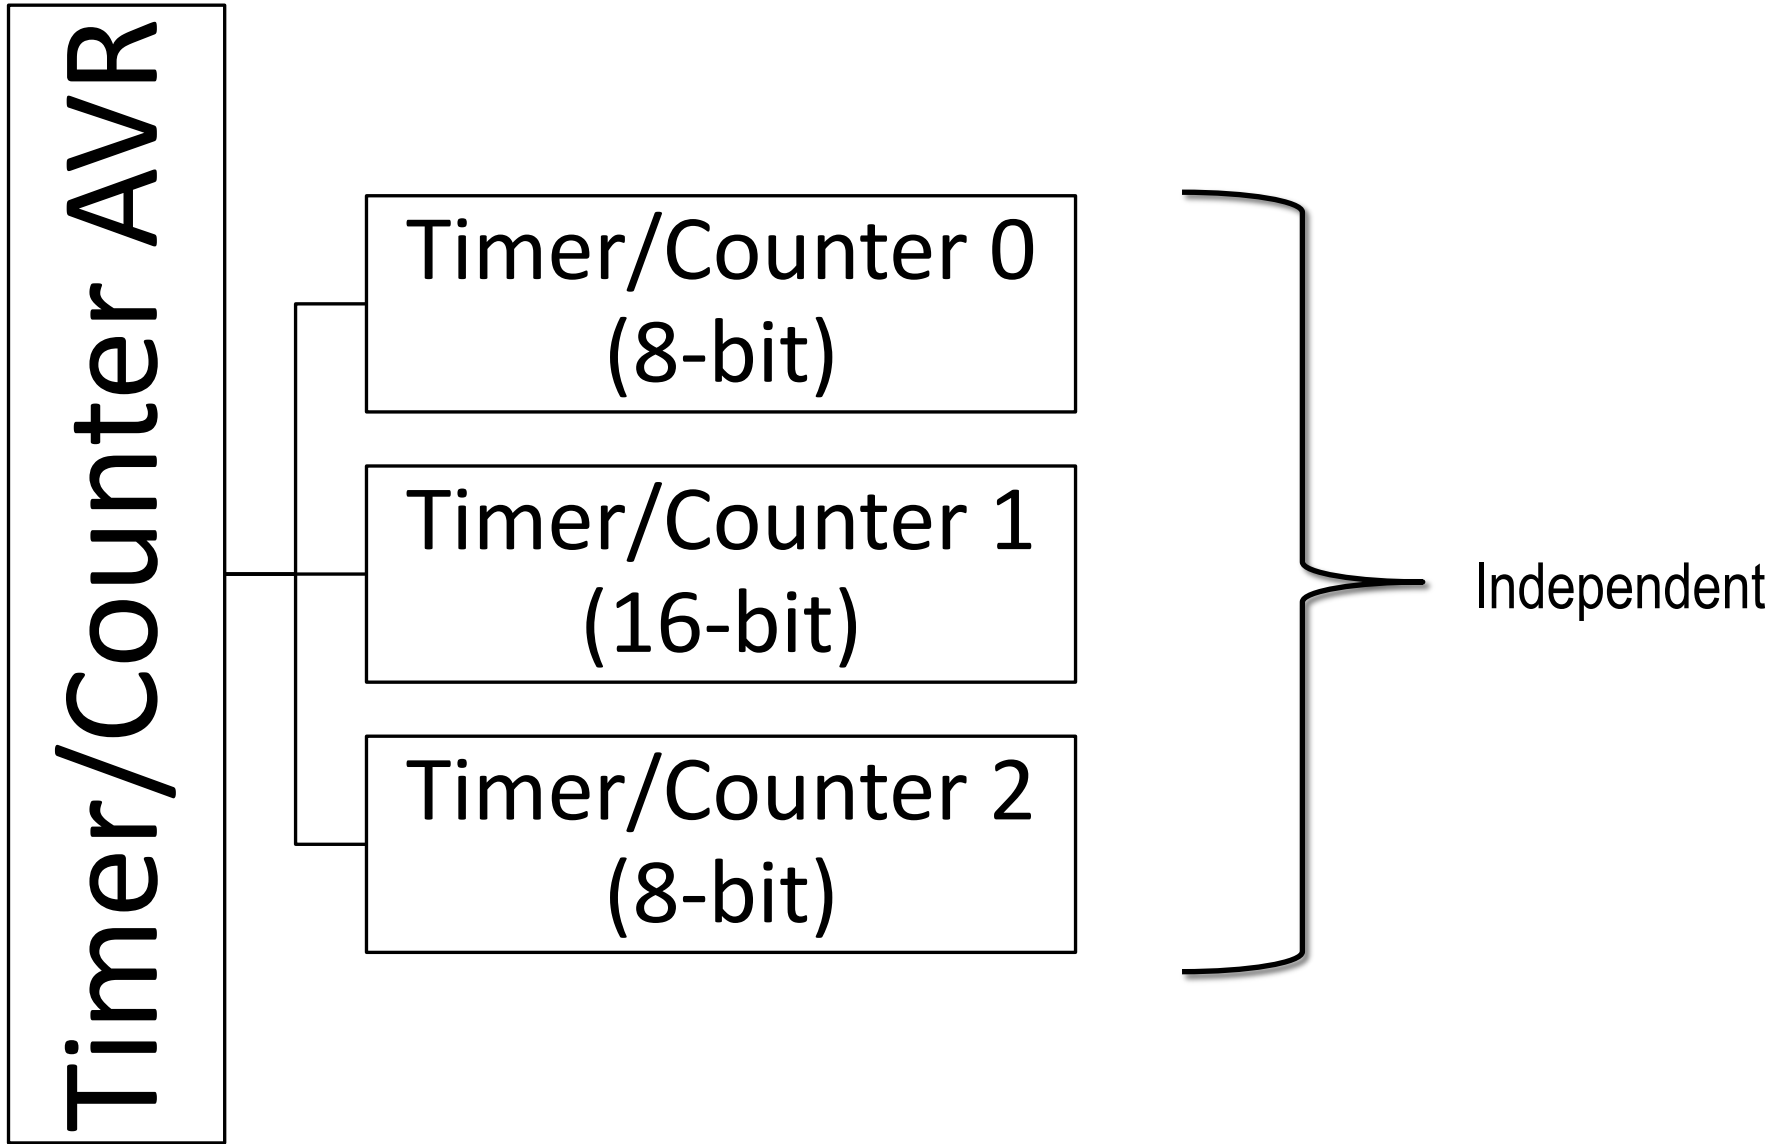 Timer/Counter AVR
Timer/Counter 0
(8-bit)
Timer/Counter 1
(16-bit)
Timer/Counter 2
(8-bit)
Independent